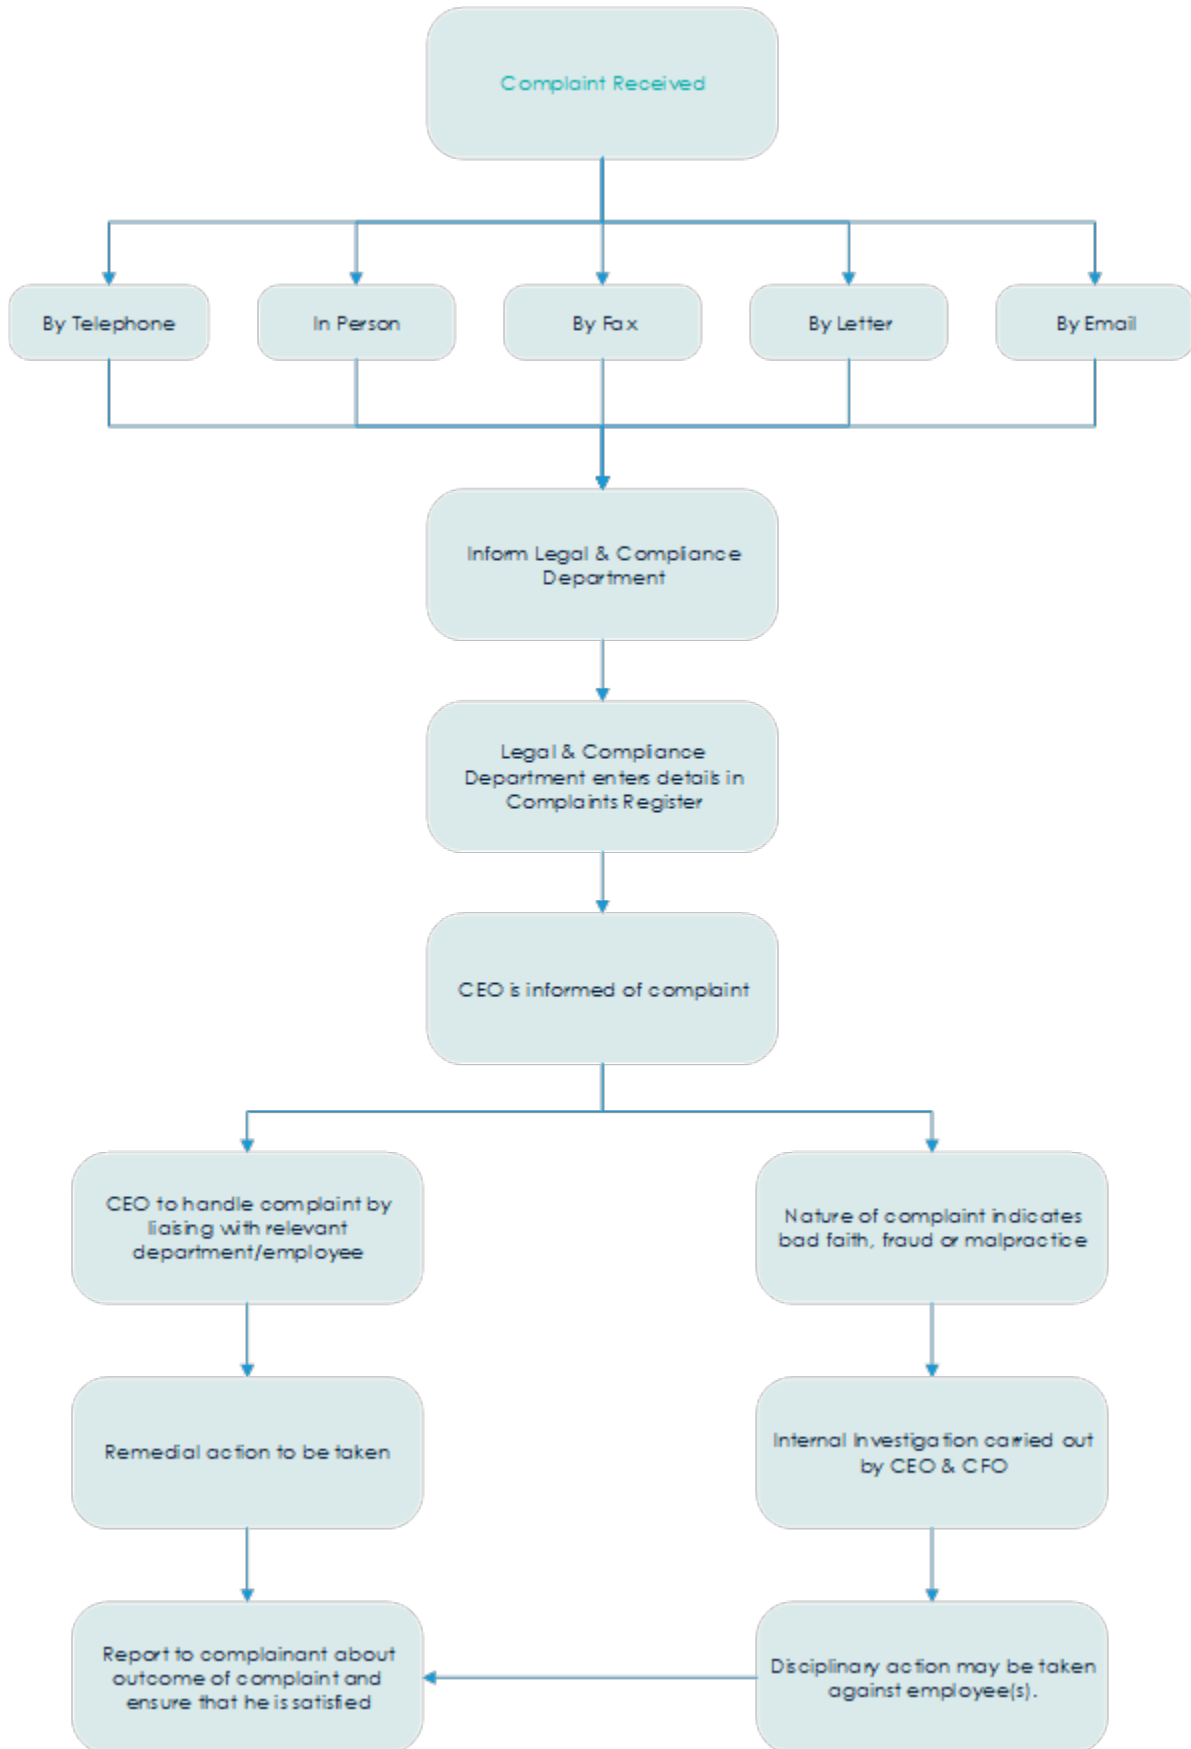 Complaint Received
By Telephone
In Person
By Fax
By Letter
By Email
Inform Legal & Compliance
Department
Legal & Compliance
Department enters details in
Complaints Register
CEO is informed of complaint
CEO to handle complaint by
liaising with relevant
department/employee
Nature of complaint indicates
bad faith, fraud or malpractice
Remedial action to be taken
Internal Investigation carried out
by CEO & CFO
Report to complainant about
outcome of complaint and
ensure that he is satisfied
Disciplinary action may be taken
against employee(s).